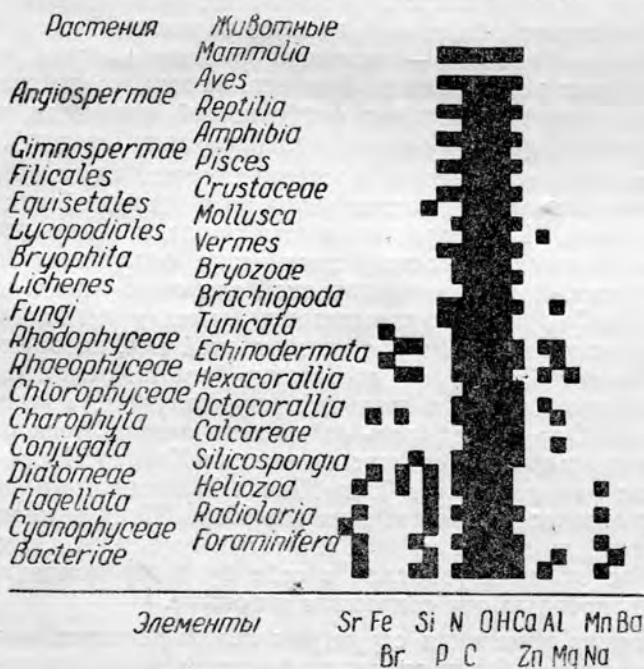 Растения
Angiospermae
Gimnospermae
Filicales
Equisetales
Lycopodiales
Bryophita
Lichenes
Fungi
Rhodophyceae
Rhaeophyceae
Chlorophyceae
Charophyta
Conjugata
Diatomeae
Flagellata
Cyanophyceae
Bacteriae
Животные
Mammalia
Aves
Reptilia
Amphibia
Pisces
Crustaceae
Mollusca
Vermes
Bryozoae
Brachiopoda
Tunicata
Echinodermata
Hexacorallia
Octocorallia
Calcareae
Silicospongia
Heliozoa
Radiolaria
Foraminifera
Элементы Sr Fe Si N O H Ca Al Mn Ba
Br P C Zn Mg Na